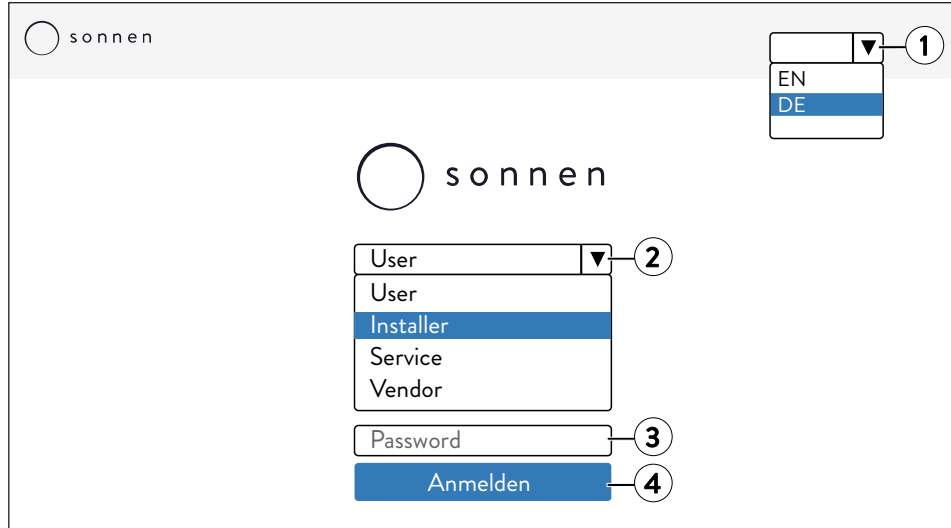 sonnen
1
EN
DE
sonnen
User
2
User
Installer
Service
Vendor
Password
3
Anmelden
4